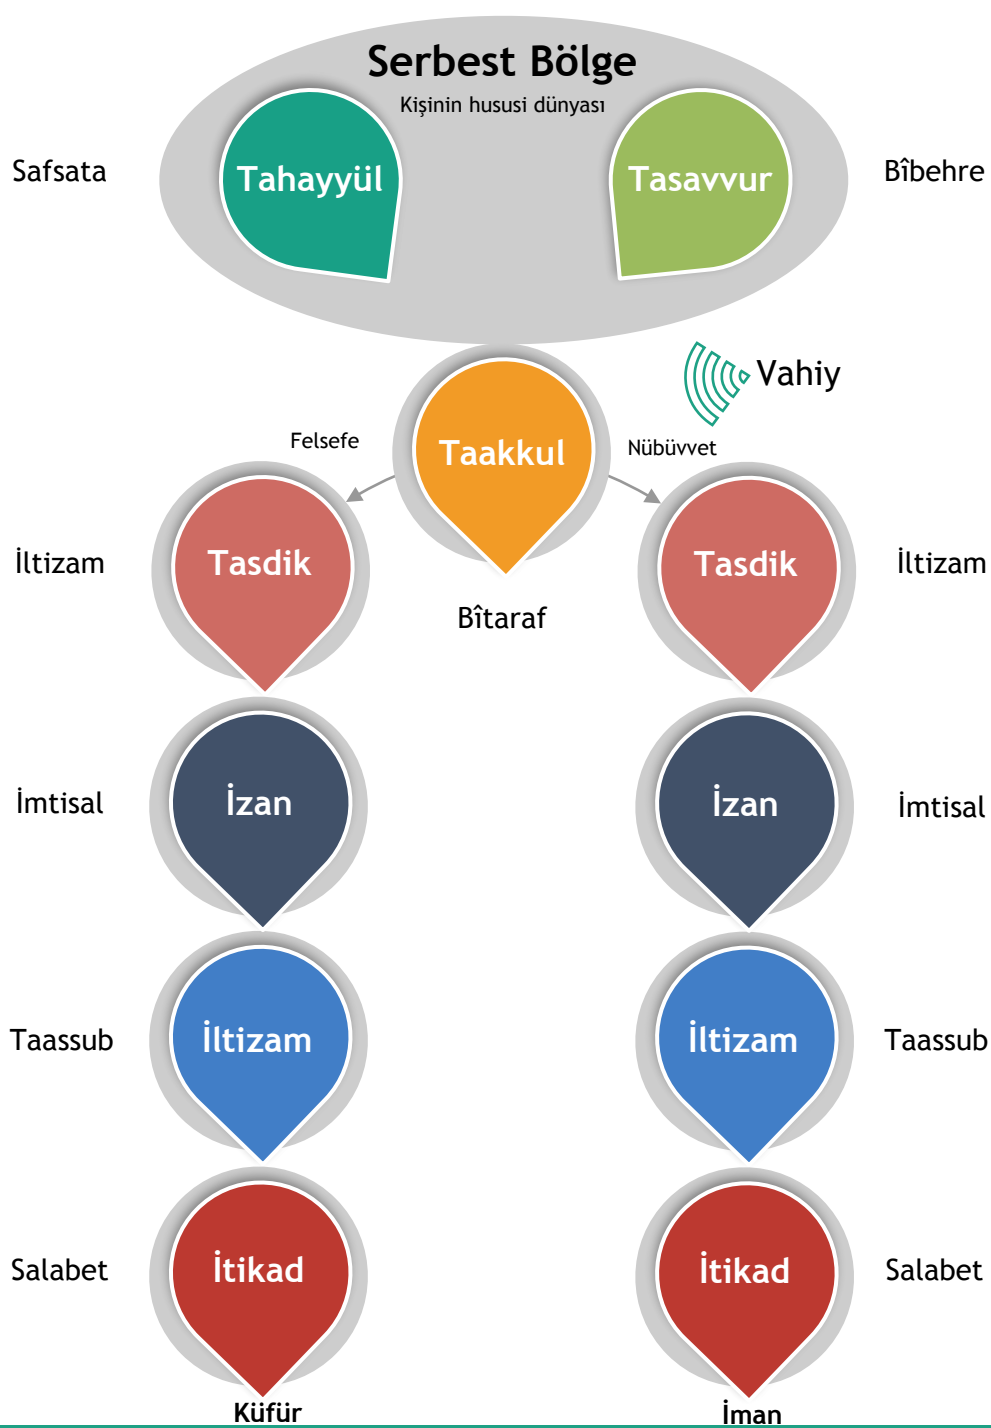 Serbest Bölge
Kişinin hususi dünyası
Safsata
Tahayyül
Tasavvur
Bîbehre
Vahiy
Felsefe
Taakkul
Nübüvvet
İltizam
Tasdik
Tasdik
İltizam
Bîtaraf
İmtisal
İzan
İzan
İmtisal
Taassub
İltizam
İltizam
Taassub
Salabet
İtikad
İtikad
Salabet
Küfür
İman